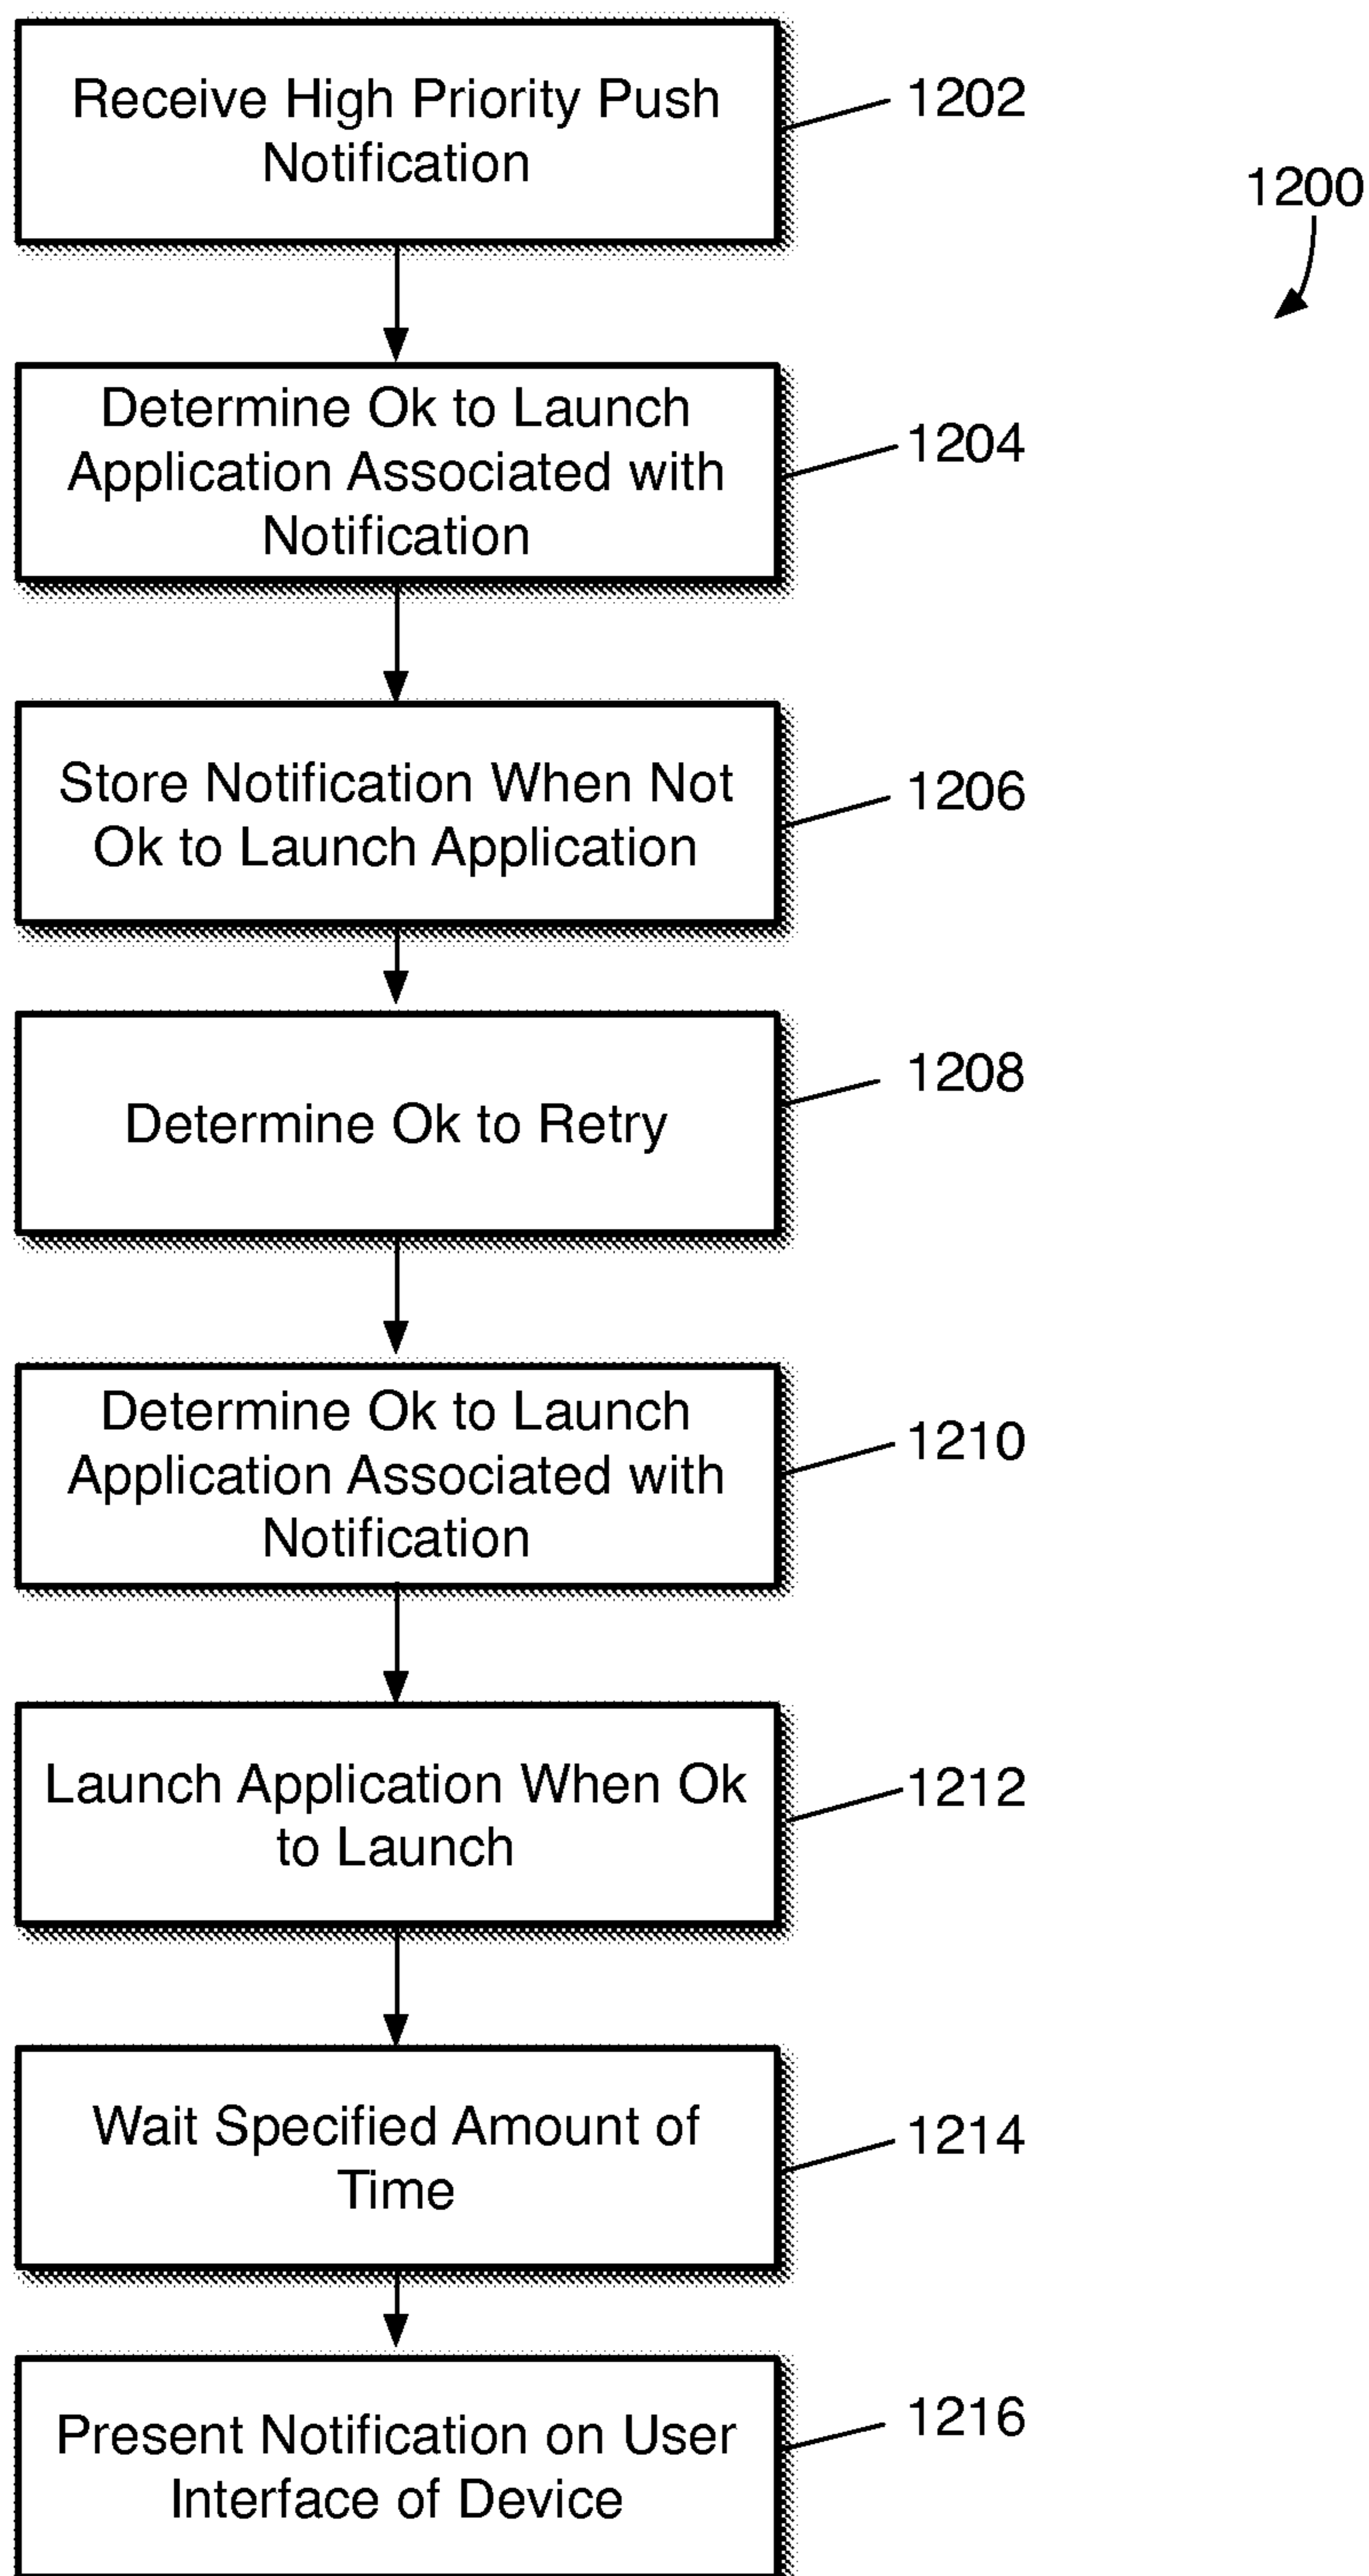 Receive High Priority Push
Notification
1202
1200
Determine Ok to Launch
Application Associated with
Notification
1204
Store Notification When Not
Ok to Launch Application
1206
Determine Ok to Retry
1208
Determine Ok to Launch
Application Associated with
Notification
1210
Launch Application When Ok
to Launch
1212
Wait Specified Amount of
Time
1214
Present Notification on User
Interface of Device
1216